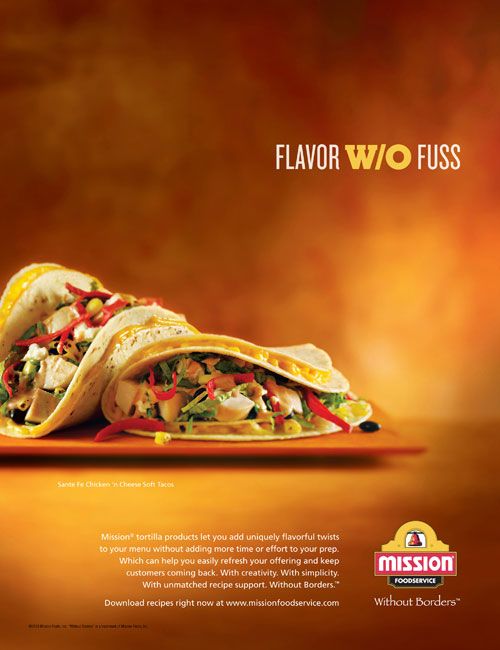 FLAVOR W/O FUSS
Sante Fe Chicken 'n Cheese Soft Tacos
Mission® tortilla products let you add uniquely flavorful twists
to your menu without adding more time or effort to your prep.
Which can help you easily refresh your offering and keep
customers coming back. With creativity. With simplicity.
With unmatched recipe support. Without Borders.™
Download recipes right now at www.missionfoodservice.com
MISSION®
FOODSERVICE
Without Borders™